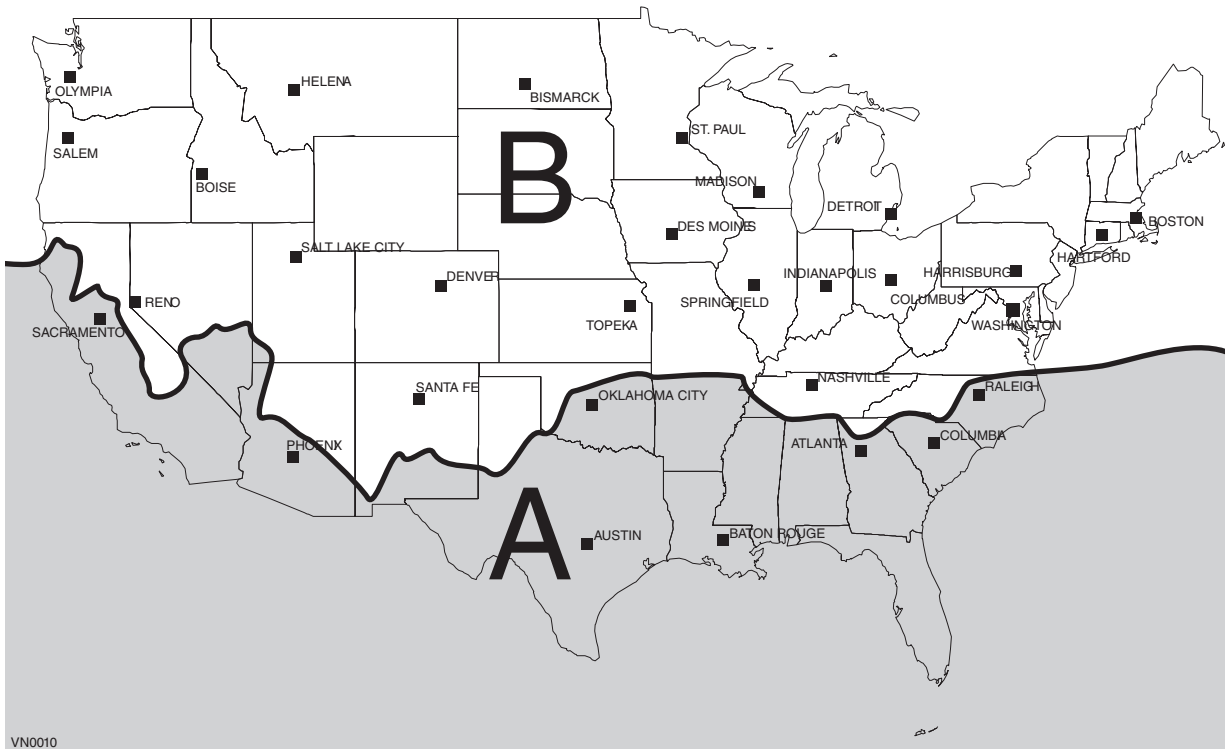 OLYMPIA
HELENA
BISMARCK
ST. PAUL
SALEM
BOISE
B
MADISON
DETROIT
DES MOINES
BOSTON
SALT LAKE CITY
HARTFORD
DENVER
INDIANAPOLIS
HARRISBURG
RENO
SPRINGFIELD
COLUMBUS
SACRAMENTO
TOPEKA
WASHINGTON
NASHVILLE
SANTA FE
OKLAHOMA CITY
RALEIGH
PHOENIX
ATLANTA
COLUMBIA
A
AUSTIN
BATON ROUGE
VN0010